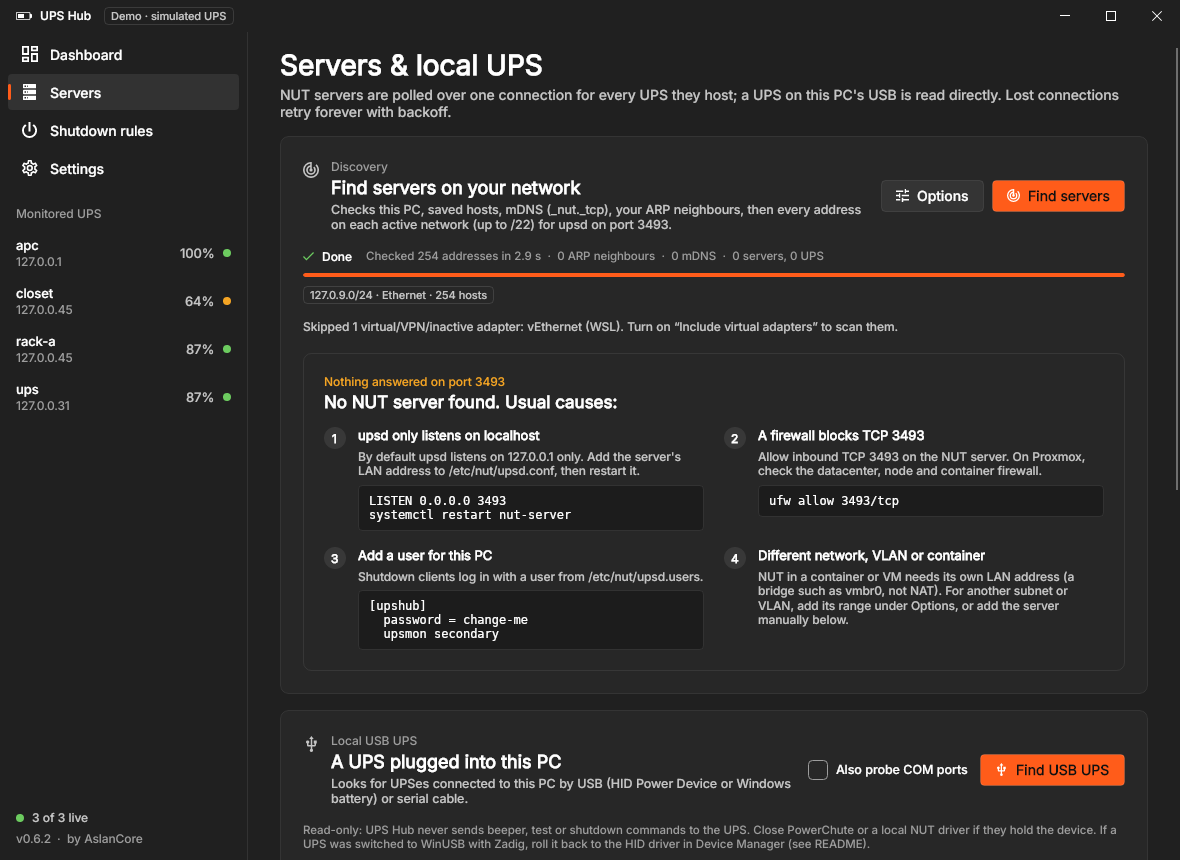 UPS Hub
Demo · simulated UPS
Dashboard
Servers
Shutdown rules
Settings
Monitored UPS
apc
127.0.0.1
100%
closet
127.0.0.45
64%
rack-a
127.0.0.45
87%
ups
127.0.0.31
87%
3 of 3 live
v0.6.2 · by AslanCore
Servers & local UPS
NUT servers are polled over one connection for every UPS they host; a UPS on this PC's USB is read directly. Lost connections
retry forever with backoff.
Discovery
Find servers on your network
Checks this PC, saved hosts, mDNS (_nut._tcp), your ARP neighbours, then every address
on each active network (up to /22) for upsd on port 3493.
Options
Find servers
Done
Checked 254 addresses in 2.9 s · 0 ARP neighbours · 0 mDNS · 0 servers, 0 UPS
127.0.9.0/24 · Ethernet · 254 hosts
Skipped 1 virtual/VPN/inactive adapter: vEthernet (WSL). Turn on “Include virtual adapters” to scan them.
Nothing answered on port 3493
No NUT server found. Usual causes:
1
upsd only listens on localhost
By default upsd listens on 127.0.0.1 only. Add the server's
LAN address to /etc/nut/upsd.conf, then restart it.
LISTEN 0.0.0.0 3493
systemctl restart nut-server
2
A firewall blocks TCP 3493
Allow inbound TCP 3493 on the NUT server. On Proxmox,
check the datacenter, node and container firewall.
ufw allow 3493/tcp
3
Add a user for this PC
Shutdown clients log in with a user from /etc/nut/upsd.users.
[upshub]
password = change-me
upsmon secondary
4
Different network, VLAN or container
NUT in a container or VM needs its own LAN address (a
bridge such as vmbr0, not NAT). For another subnet or
VLAN, add its range under Options, or add the server
manually below.
Local USB UPS
A UPS plugged into this PC
Looks for UPSes connected to this PC by USB (HID Power Device or Windows
battery) or serial cable.
Also probe COM ports
Find USB UPS
Read-only: UPS Hub never sends beeper, test or shutdown commands to the UPS. Close PowerChute or a local NUT driver if they hold the device. If a
UPS was switched to WinUSB with Zadig, roll it back to the HID driver in Device Manager (see README).